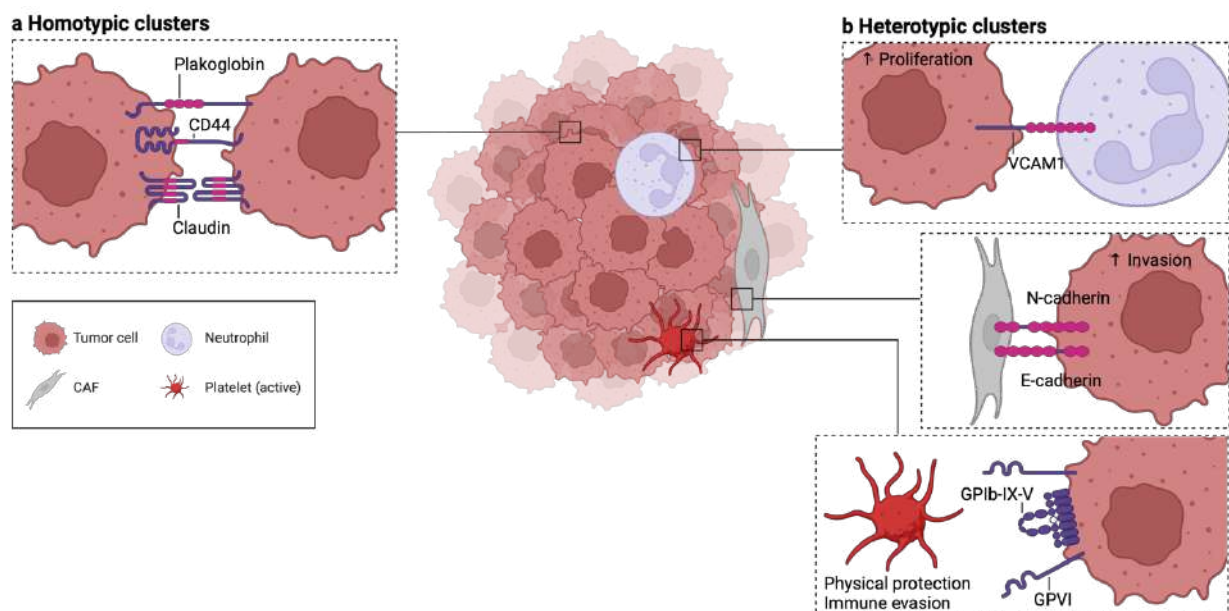 a Homotypic clusters
Plakoglobin
CD44
Claudin
Tumor cell
Neutrophil
CAF
Platelet (active)
b Heterotypic clusters
↑ Proliferation
VCAM1
↑ Invasion
N-cadherin
E-cadherin
GPIb-IX-V
GPVI
Physical protection
Immune evasion